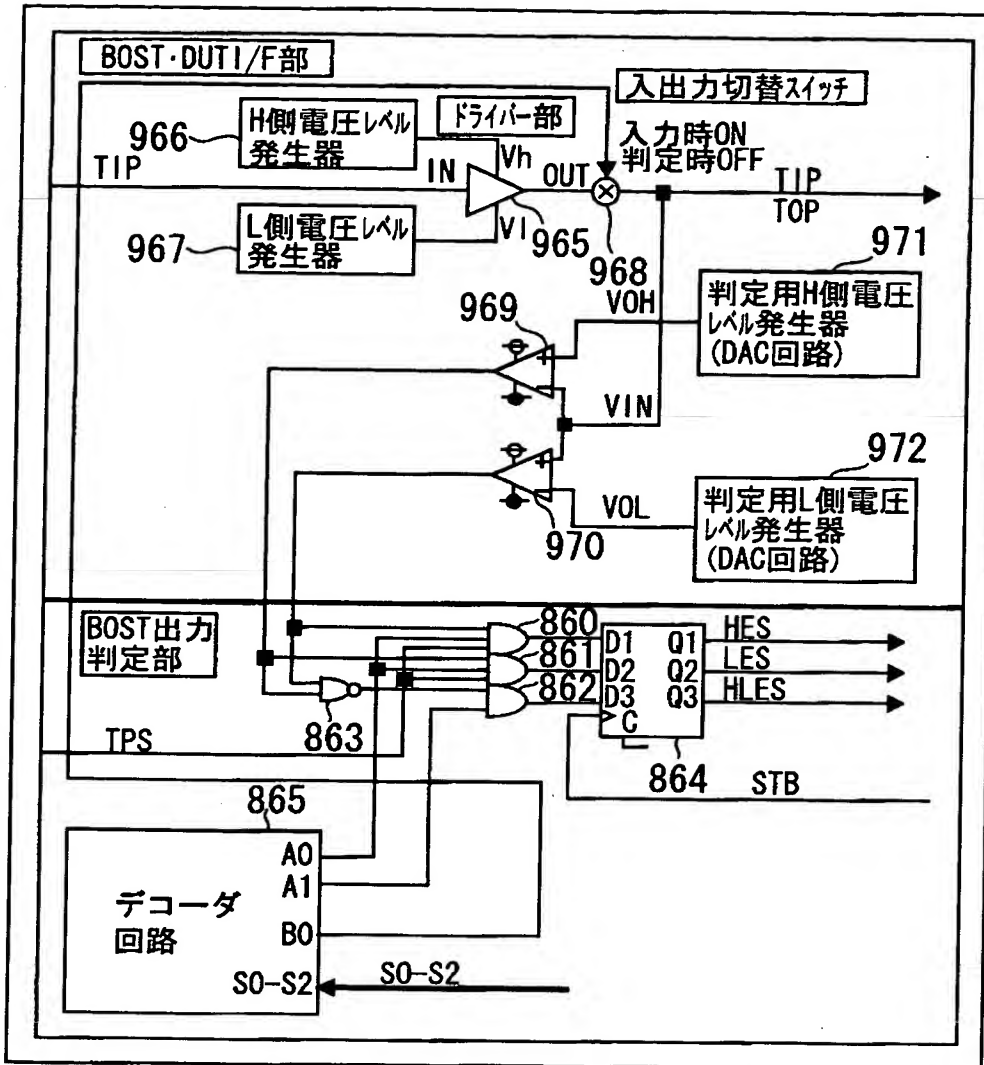 BOST・DUTI/F部
入出力切替スイッチ
966
H側電圧レベル
発生器
ドライバー部
入力時ON
判定時OFF
TIP
IN
Vh
OUT
TIP
TOP
967
L側電圧レベル
発生器
Vl
965
968
971
969
VOH
判定用H側電圧
レベル発生器
(DAC回路)
VIN
972
970
VOL
判定用L側電圧
レベル発生器
(DAC回路)
BOST出力
判定部
860
861
862
863
D1
D2
D3
C
Q1
Q2
Q3
HES
LES
HLES
TPS
864
STB
865
デコーダ
回路
A0
A1
B0
S0-S2
S0-S2